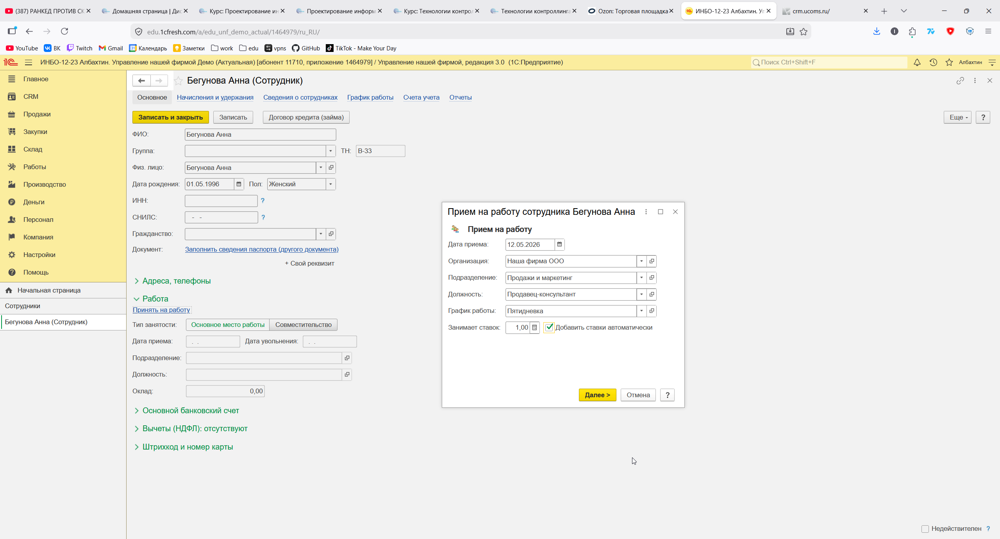 (387) РАНКЕД ПРОТИВ СК
Домашняя страница | Дис
Курс: Проектирование ин
Проектирование информ
Курс: Технологии контрол
Технологии контроллинга
Ozon: Торговая площадка
ИНБО-12-23 Албахтин. Уп
crm.ucoms.ru/
edu.1cfresh.com/a/edu_unf_demo_actual/1464979/ru_RU/
YouTube
ВК
Twitch
Gmail
31 Календарь
Заметки
work
edu
vpns
GitHub
TikTok - Make Your Day
ИНБО-12-23 Албахтин. Управление нашей фирмой Демо (Актуальная) [абонент 11710, приложение 1464979] / Управление нашей фирмой, редакция 3.0 (1С:Предприятие)
Поиск Ctrl+Shift+F
Албахтин
Главное
CRM
Продажи
Закупки
Склад
Работы
Производство
Деньги
Персонал
Компания
Настройки
Помощь
Начальная страница
Сотрудники
Бегунова Анна (Сотрудник)
Бегунова Анна (Сотрудник)
Основное Начисления и удержания Сведения о сотрудниках График работы Счета учета Отчеты
Записать и закрыть Записать Договор кредита (займа) Еще ?
ФИО: Бегунова Анна
Группа: ТН: В-33
Физ. лицо: Бегунова Анна
Дата рождения: 01.05.1996 Пол: Женский
ИНН: ?
СНИЛС: - - ?
Гражданство:
Документ: Заполнить сведения паспорта (другого документа)
+ Свой реквизит
Адреса, телефоны
Работа
Принять на работу
Тип занятости: Основное место работы Совместительство
Дата приема: . . Дата увольнения: . .
Подразделение:
Должность:
Оклад: 0,00
Основной банковский счет
Вычеты (НДФЛ): отсутствуют
Штрихкод и номер карты
Прием на работу сотрудника Бегунова Анна
Прием на работу
Дата приема: 12.05.2026
Организация: Наша фирма ООО
Подразделение: Продажи и маркетинг
Должность: Продавец-консультант
График работы: Пятидневка
Занимает ставок: 1,00 Добавить ставки автоматически
Далее > Отмена ?
Недействителен ?